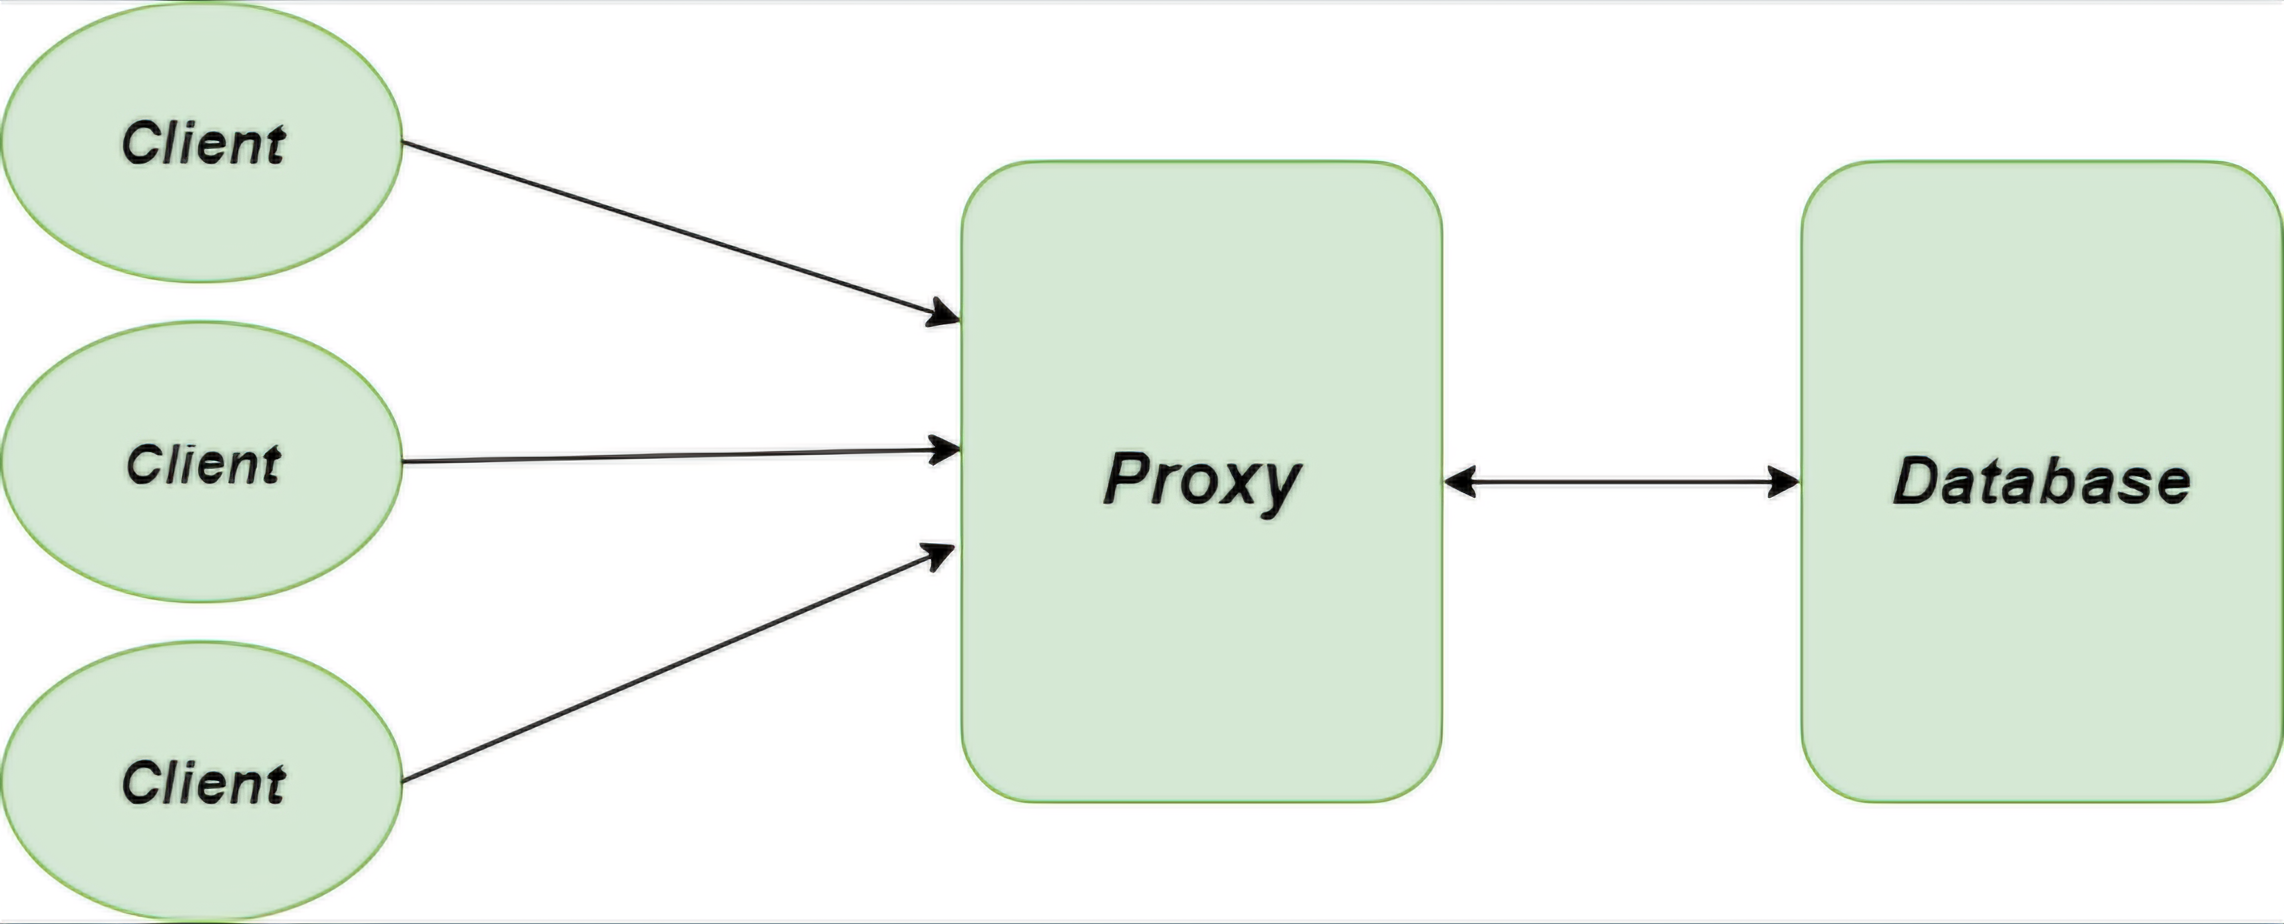 Client
Client
Client
Proxy
Database